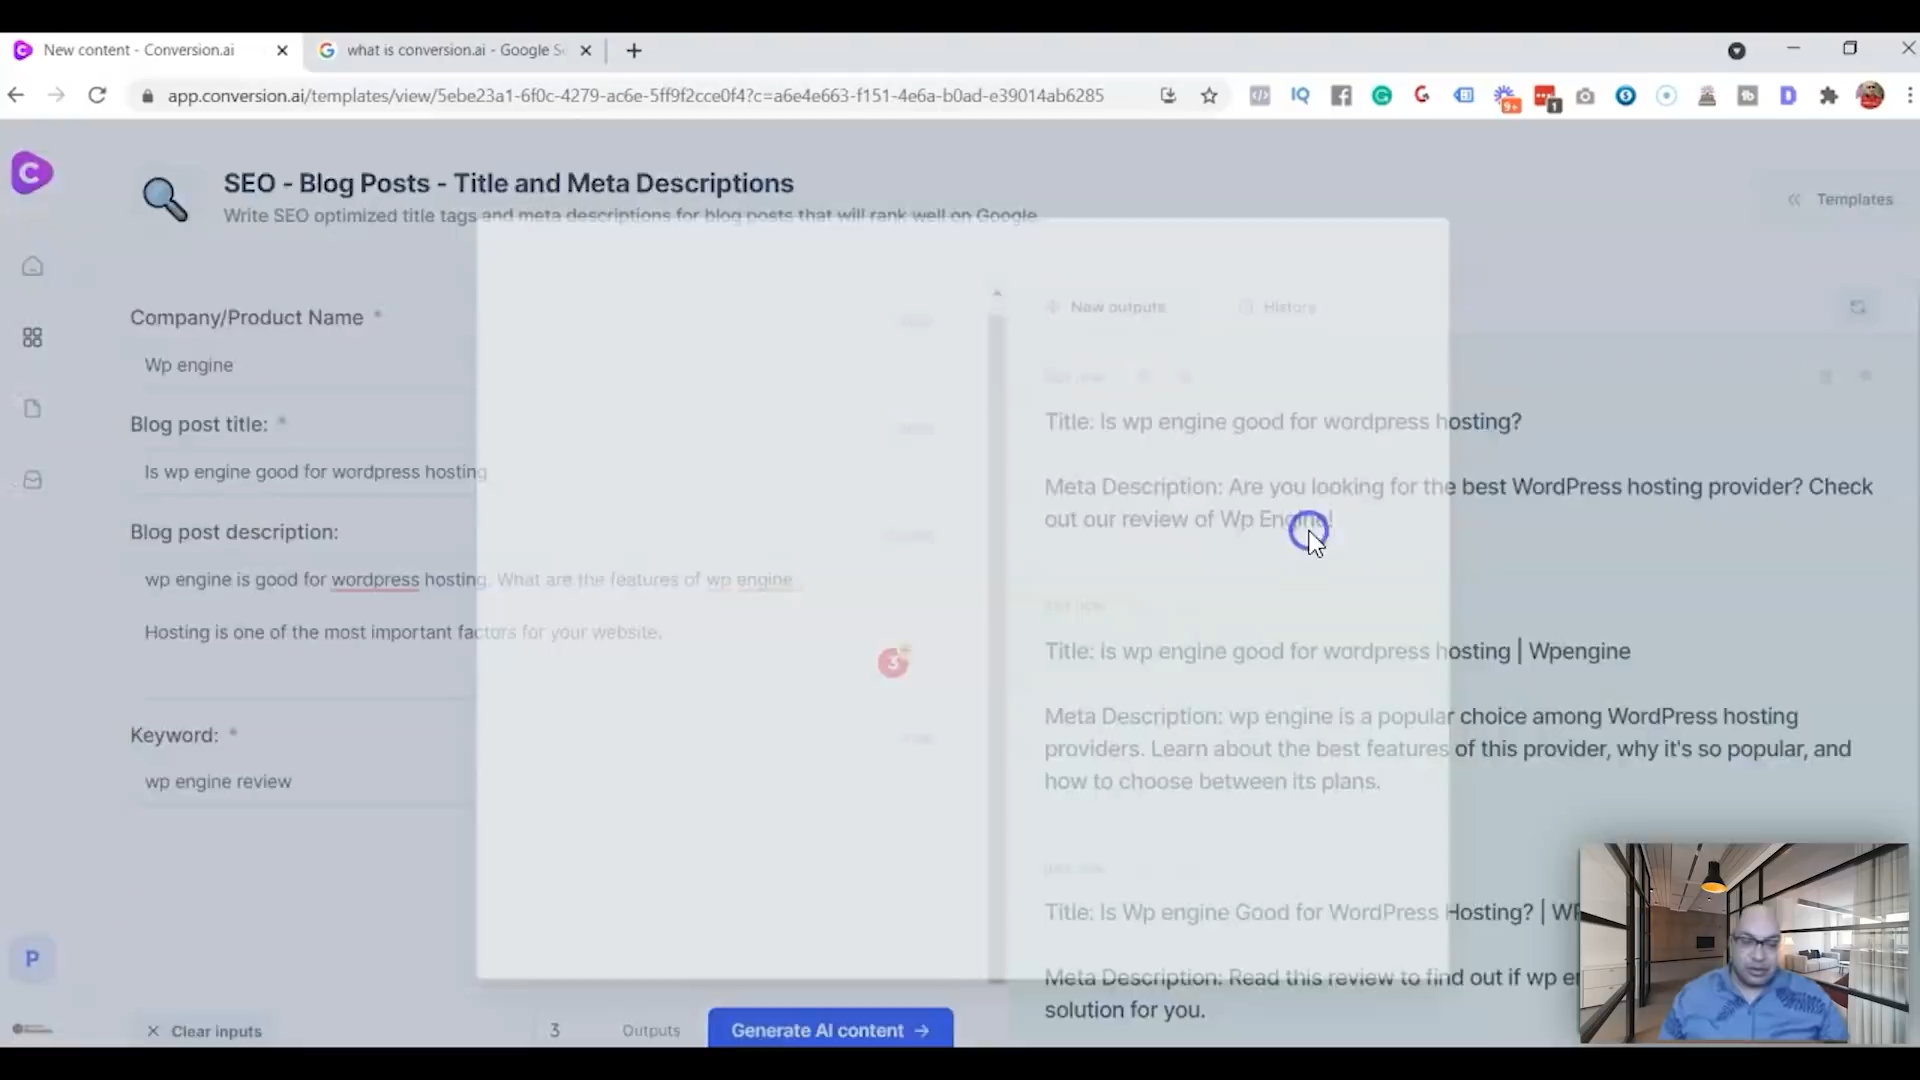 New content - Conversion.ai
what is conversion.ai - Google S
app.conversion.ai/templates/view/5ebe23a1-6f0c-4279-ac6e-5ff9f2cce0f4?c=a6e4e663-f151-4e6a-b0ad-e39014ab6285
IQ
9+
1
C
SEO - Blog Posts - Title and Meta Descriptions
Write SEO optimized title tags and meta descriptions for blog posts that will rank well on Google.
Templates
Company/Product Name *
Wp engine
Blog post title: *
Is wp engine good for wordpress hosting
Blog post description:
wp engine is good for wordpress hosting. What are the features of wp engine.
Hosting is one of the most important factors for your website.
3
Keyword: *
wp engine review
P
Clear inputs
3 Outputs
Generate AI content →
New outputs
History
Title: Is wp engine good for wordpress hosting?
Meta Description: Are you looking for the best WordPress hosting provider? Check
out our review of Wp Engine!
Title: is wp engine good for wordpress hosting | Wpengine
Meta Description: wp engine is a popular choice among WordPress hosting
providers. Learn about the best features of this provider, why it's so popular, and
how to choose between its plans.
Title: Is Wp engine Good for WordPress Hosting? |
Meta Description: Read this review to find out if wp
solution for you.